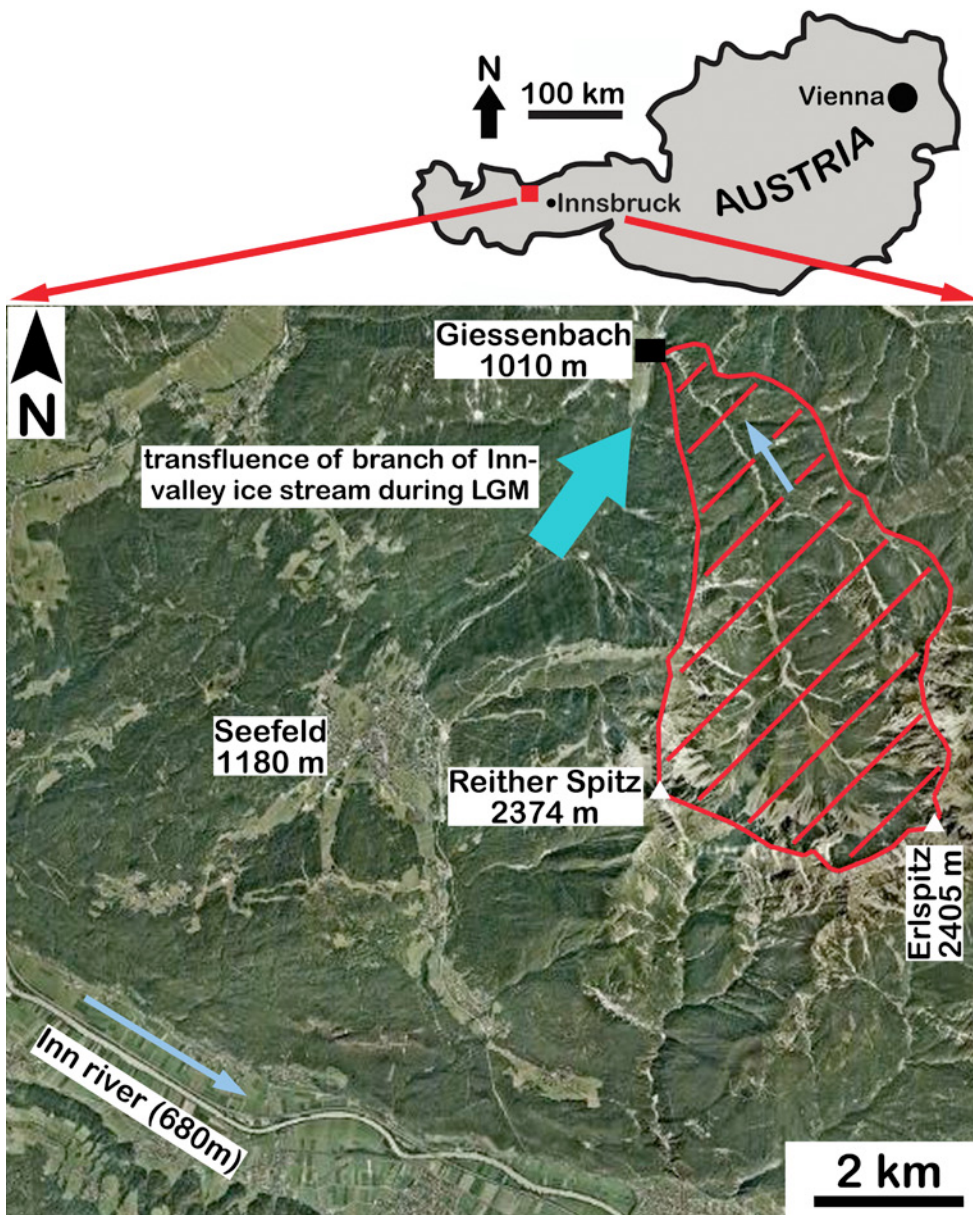 N
100 km
Vienna
AUSTRIA
Innsbruck
N
Giessenbach
1010 m
transfluence of branch of Inn-
valley ice stream during LGM
Seefeld
1180 m
Reither Spitz
2374 m
Erlspitz
2405 m
Inn river (680m)
2 km